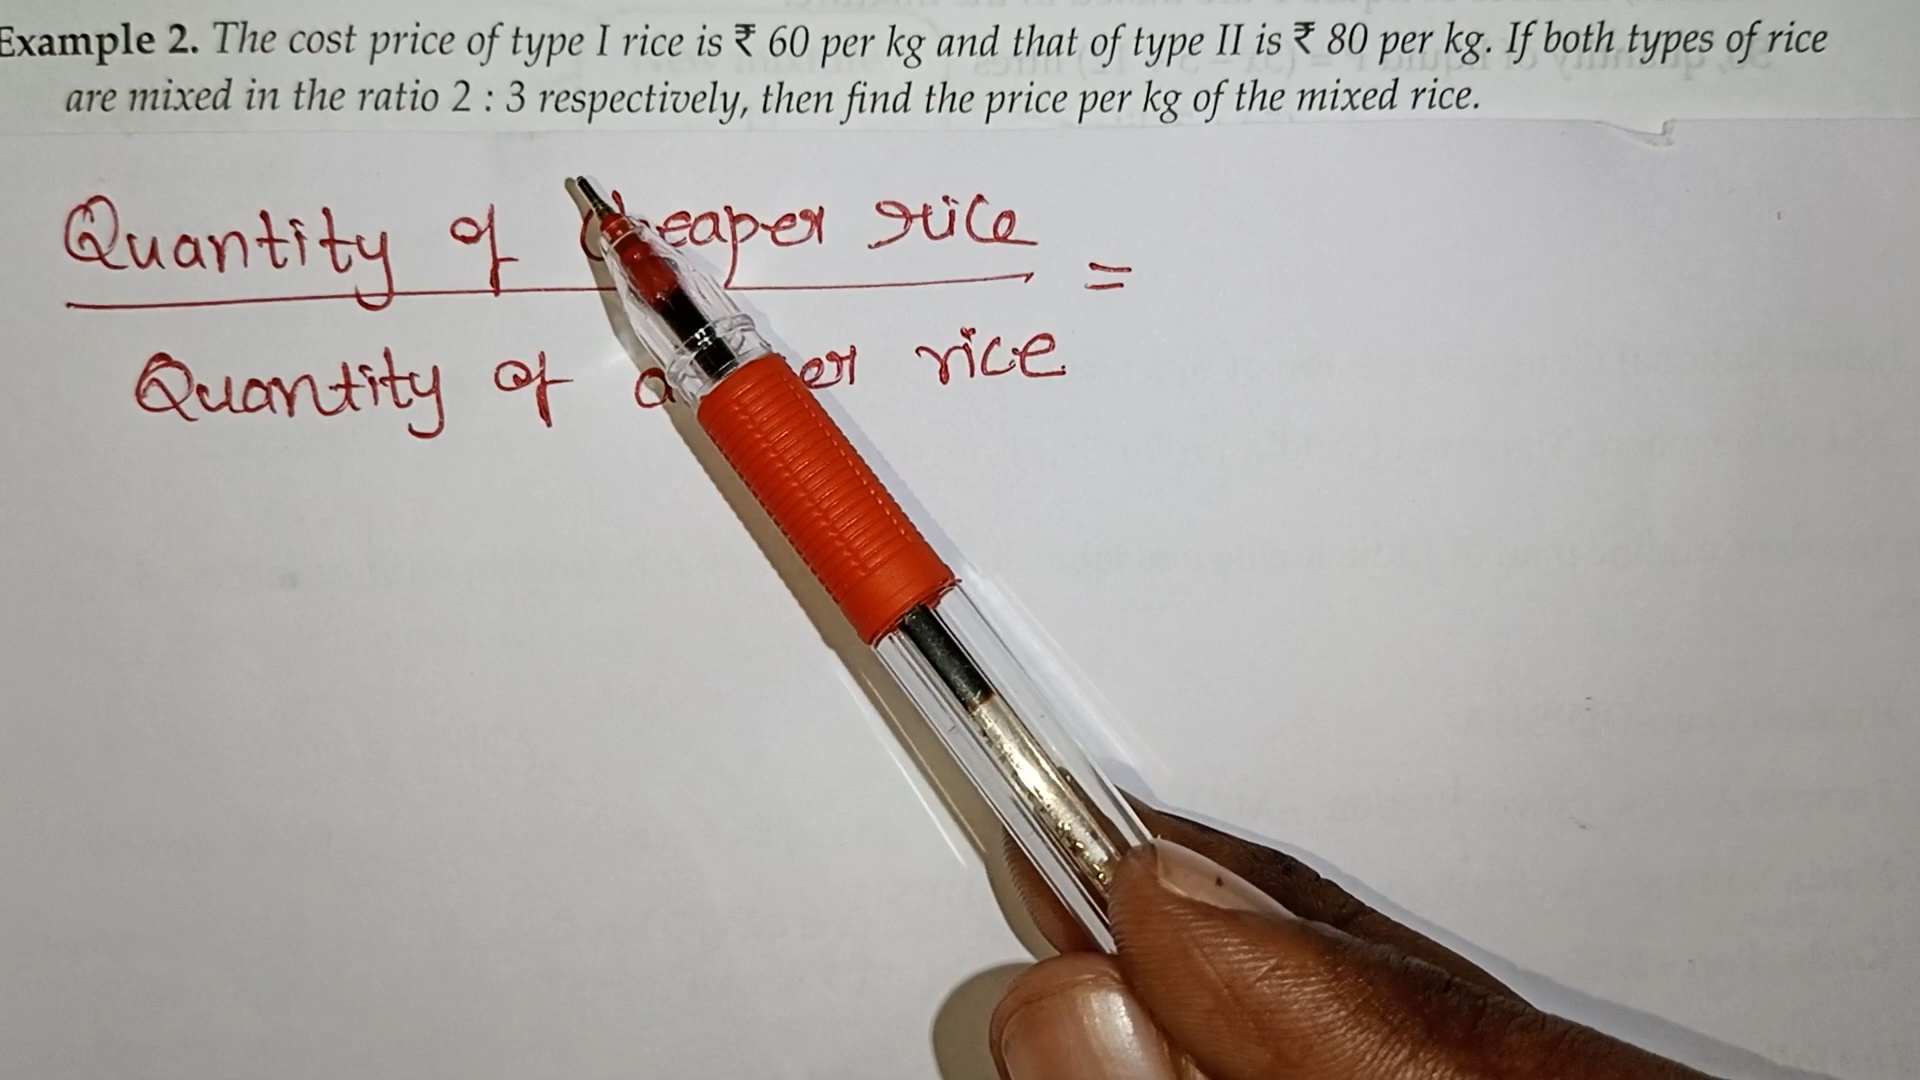 Example 2. The cost price of type I rice is ₹ 60 per kg and that of type II is ₹ 80 per kg. If both types of rice
are mixed in the ratio 2 : 3 respectively, then find the price per kg of the mixed rice.
Quantity of cheaper rice =
Quantity of rice